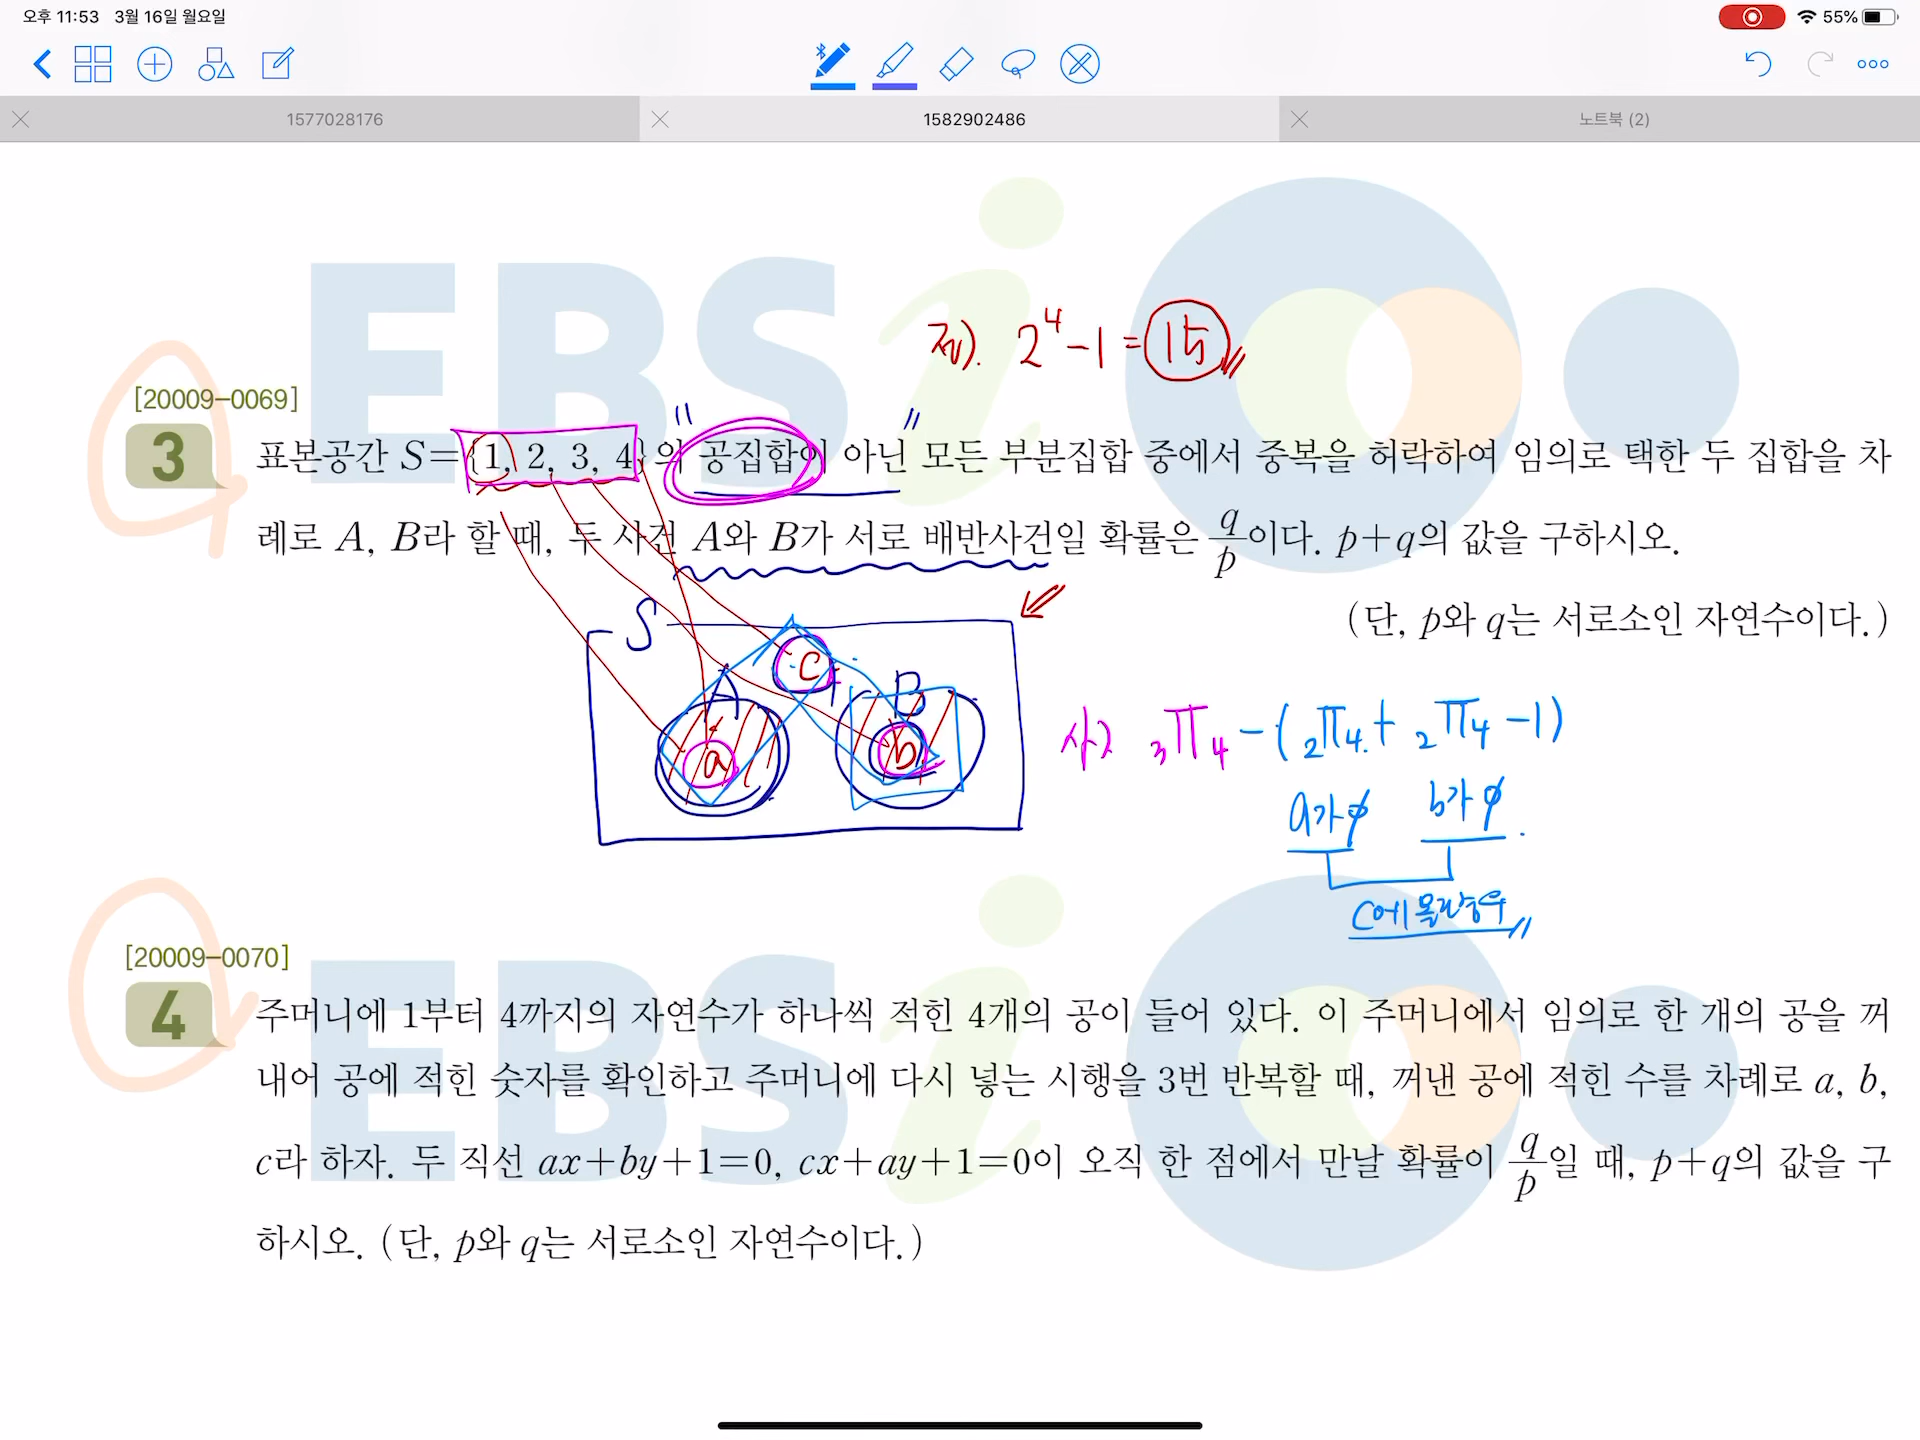 오후 11:53 3월 16일 월요일
55%
1577028176
1582902486
노트북 (2)
EBSi
전). 2⁴-1=15
[20009-0069]
3
표본공간 S={1, 2, 3, 4}의 공집합이 아닌 모든 부분집합 중에서 중복을 허락하여 임의로 택한 두 집합을 차
례로 A, B라 할 때, 두 사건 A와 B가 서로 배반사건일 확률은 q/p이다. p+q의 값을 구하시오.
(단, p와 q는 서로소인 자연수이다.)
S
c
A
B
a
b
사) ₃π₄-(₂π₄+₂π₄-1)
a가 ϕ
b가 ϕ
c에 몰린경우
EBSi
[20009-0070]
4
주머니에 1부터 4까지의 자연수가 하나씩 적힌 4개의 공이 들어 있다. 이 주머니에서 임의로 한 개의 공을 꺼
내어 공에 적힌 숫자를 확인하고 주머니에 다시 넣는 시행을 3번 반복할 때, 꺼낸 공에 적힌 수를 차례로 a, b,
c라 하자. 두 직선 ax+by+1=0, cx+ay+1=0이 오직 한 점에서 만날 확률이 q/p일 때, p+q의 값을 구
하시오. (단, p와 q는 서로소인 자연수이다.)